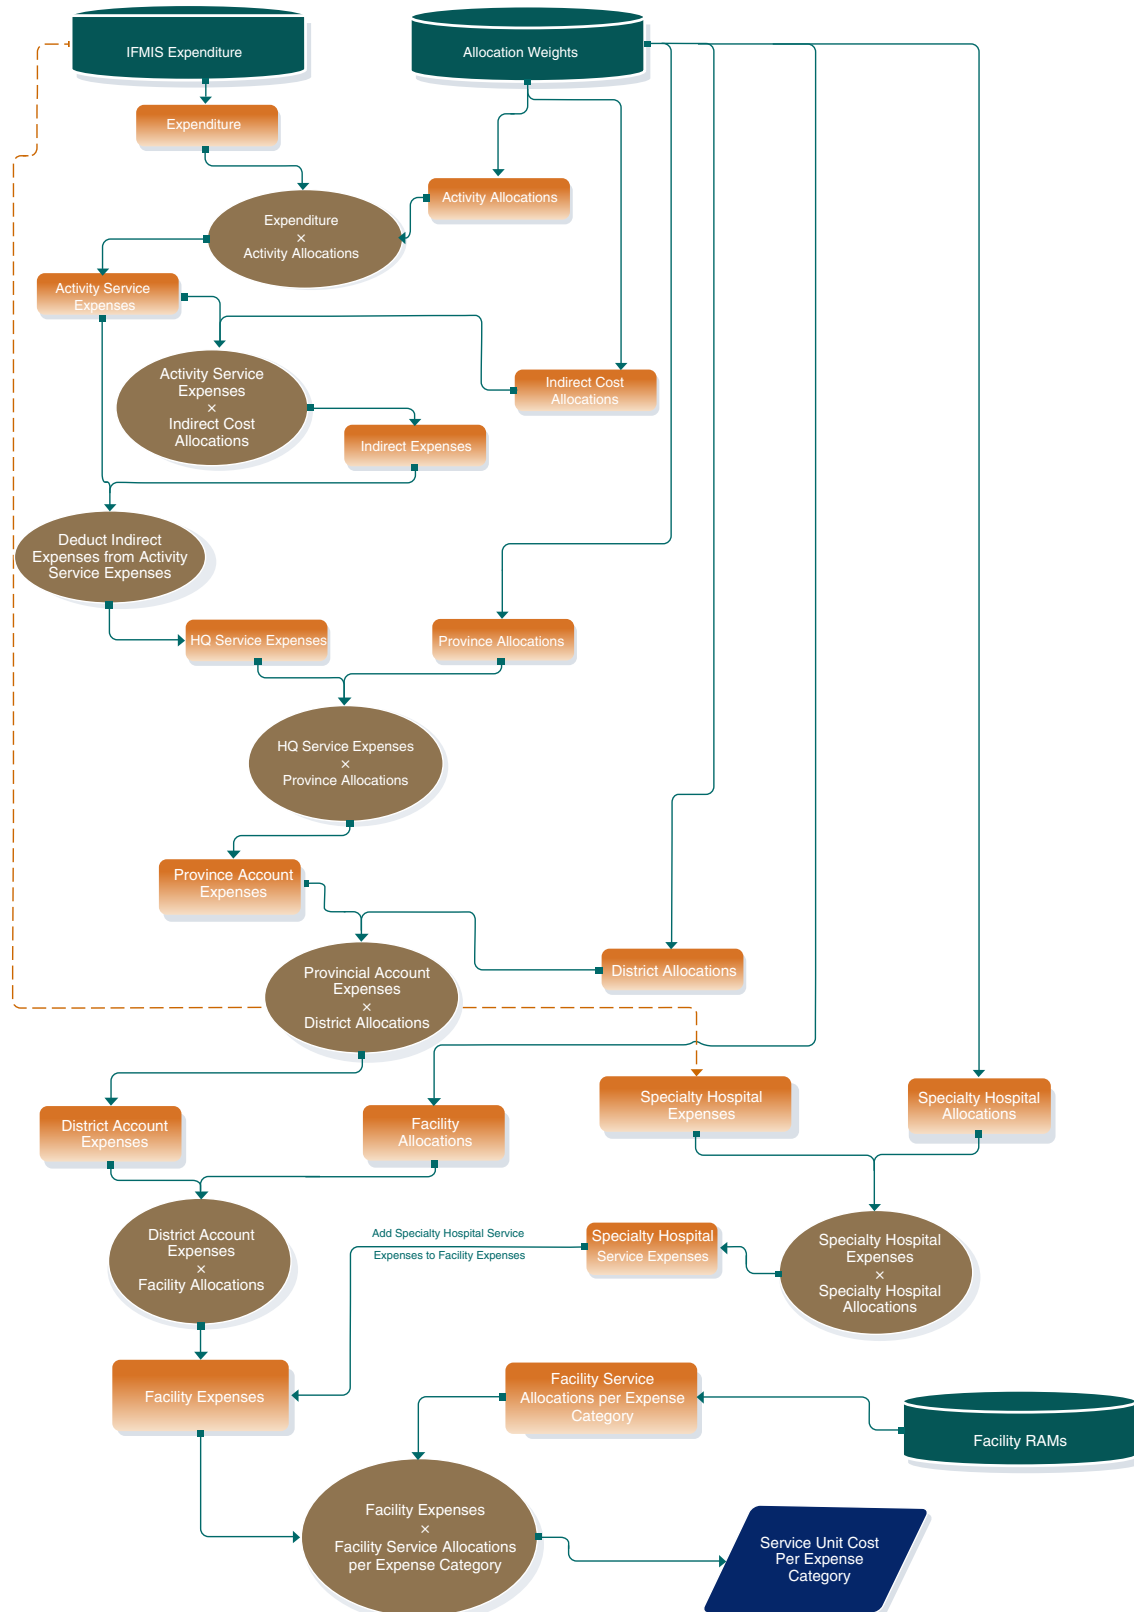 IFMIS Expenditure
Allocation Weights
Expenditure
Activity Allocations
Expenditure
×
Activity Allocations
Activity Service
Expenses
Activity Service
Expenses
×
Indirect Cost
Allocations
Indirect Cost
Allocations
Indirect Expenses
Deduct Indirect
Expenses from Activity
Service Expenses
HQ Service Expenses
Province Allocations
HQ Service Expenses
×
Province Allocations
Province Account
Expenses
Provincial Account
Expenses
×
District Allocations
District Allocations
District Account
Expenses
Facility
Allocations
Specialty Hospital
Expenses
Specialty Hospital
Allocations
District Account
Expenses
×
Facility Allocations
Add Specialty Hospital Service
Expenses to Facility Expenses
Specialty Hospital
Service Expenses
Specialty Hospital
Expenses
×
Specialty Hospital
Allocations
Facility Expenses
Facility Service
Allocations per Expense
Category
Facility RAMs
Facility Expenses
×
Facility Service Allocations
per Expense Category
Service Unit Cost
Per Expense
Category